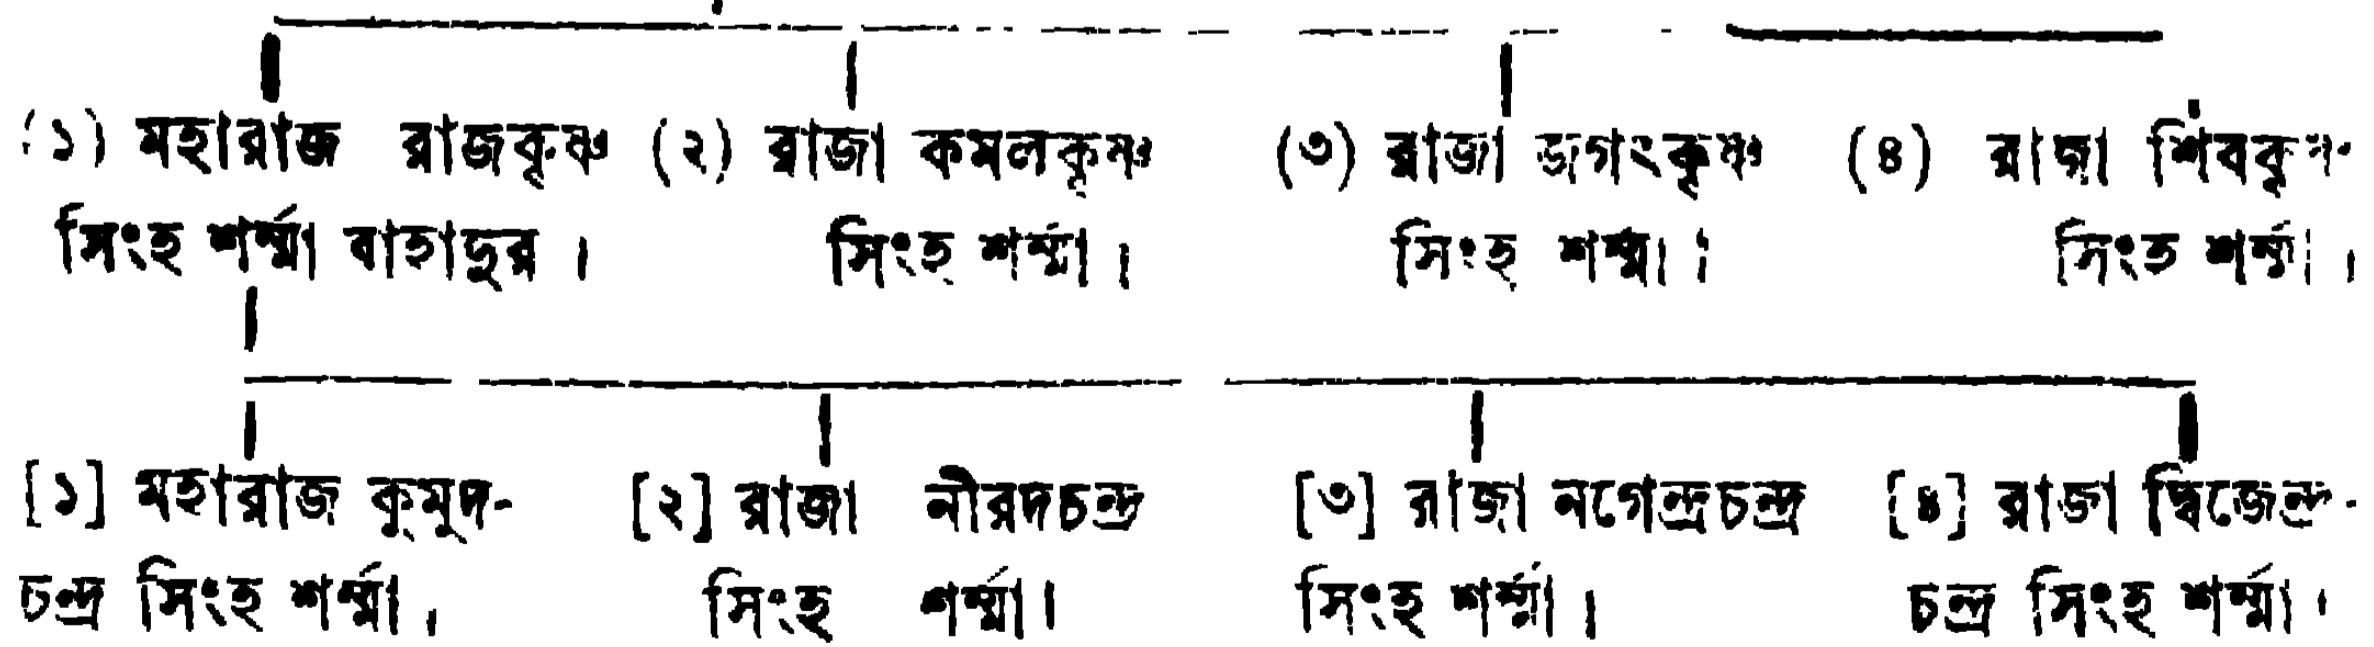 (১) মহারাজ রাজকৃষ্ণ (২) রাজা কমলকৃষ্ণ (৩) রাজা জগৎকৃষ্ণ (৪) রাজা শিবকৃষ্ণ
সিংহ শর্ম্মা বাহাদুর। সিংহ শর্ম্মা। সিংহ শর্ম্মা। সিংহ শর্ম্মা।
[১] মহারাজ কুমুদ- [২] রাজা নীরদচন্দ্র [৩] রাজা নগেন্দ্রচন্দ্র [৪] রাজা দ্বিজেন্দ্র-
চন্দ্র সিংহ শর্ম্মা। সিংহ শর্ম্মা। সিংহ শর্ম্মা। চন্দ্র সিংহ শর্ম্মা।